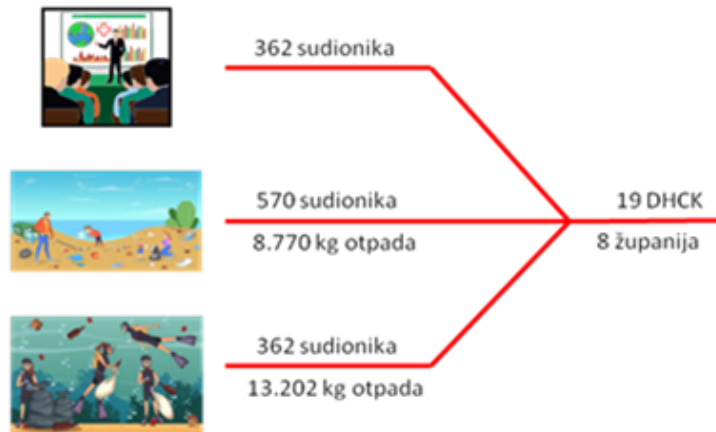 362 sudionika
570 sudionika
8.770 kg otpada
362 sudionika
13.202 kg otpada
19 DHCK
8 županija